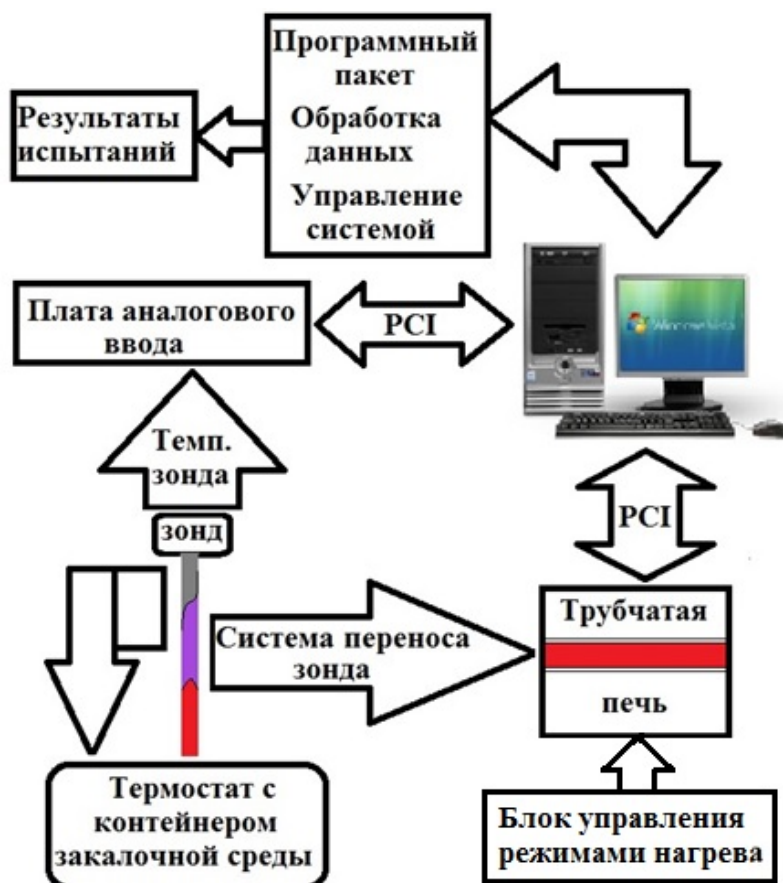 Программный
пакет
Обработка
данных
Управление
системой
Результаты
испытаний
Плата аналогового
ввода
PCI
Темп.
зонда
зонд
PCI
Система переноса
зонда
Трубчатая
печь
Термостат с
контейнером
закалочной среды
Блок управления
режимами нагрева